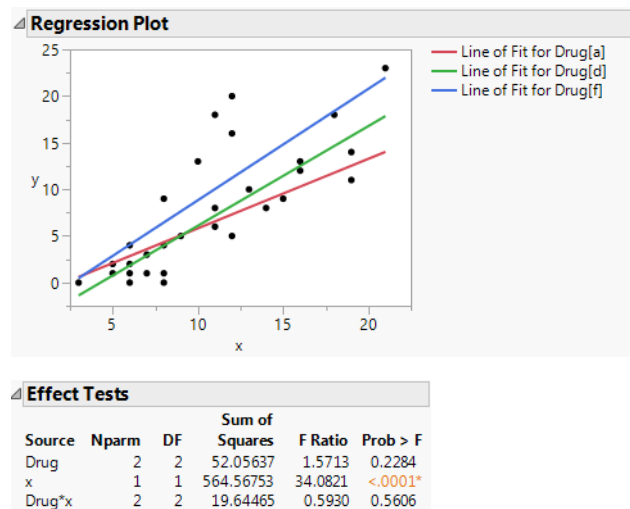 Regression Plot
25
20
15
10
5
0
y
5 10 15 20
x
Line of Fit for Drug[a]
Line of Fit for Drug[d]
Line of Fit for Drug[f]
Effect Tests
Sum of
Source Nparm DF Squares F Ratio Prob > F
Drug 2 2 52.05637 1.5713 0.2284
x 1 1 564.56753 34.0821 <.0001*
Drug*x 2 2 19.64465 0.5930 0.5606